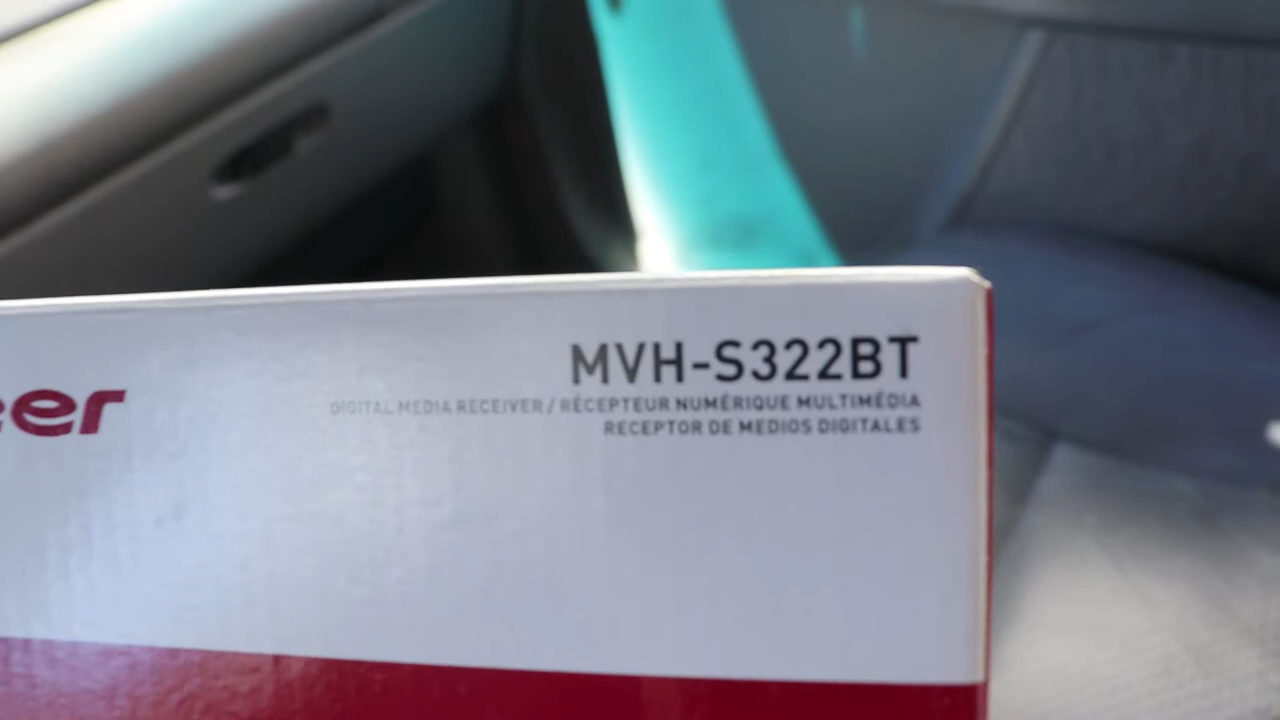 MVH-S322BT
eer
DIGITAL MEDIA RECEIVER / RÉCEPTEUR NUMÉRIQUE MULTIMÉDIA
RECEPTOR DE MEDIOS DIGITALES